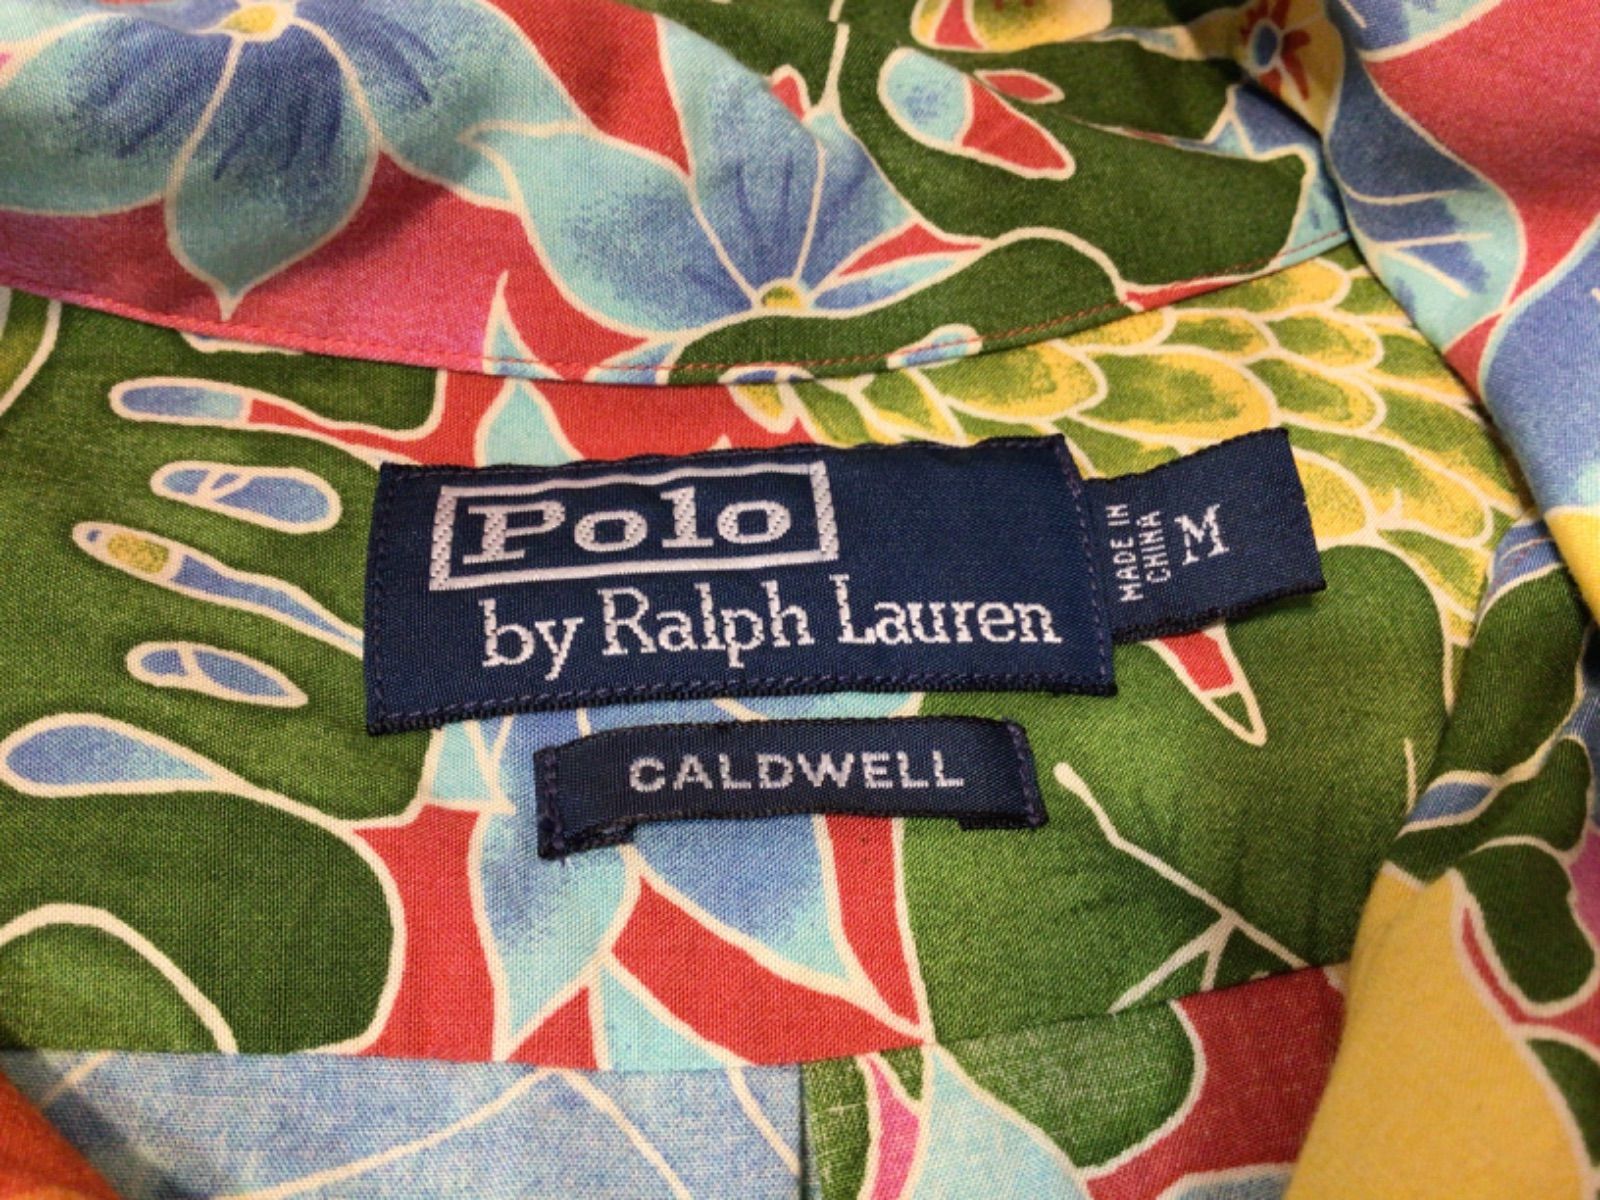 Polo
by Ralph Lauren
MADE IN
CHINA
M
CALDWELL